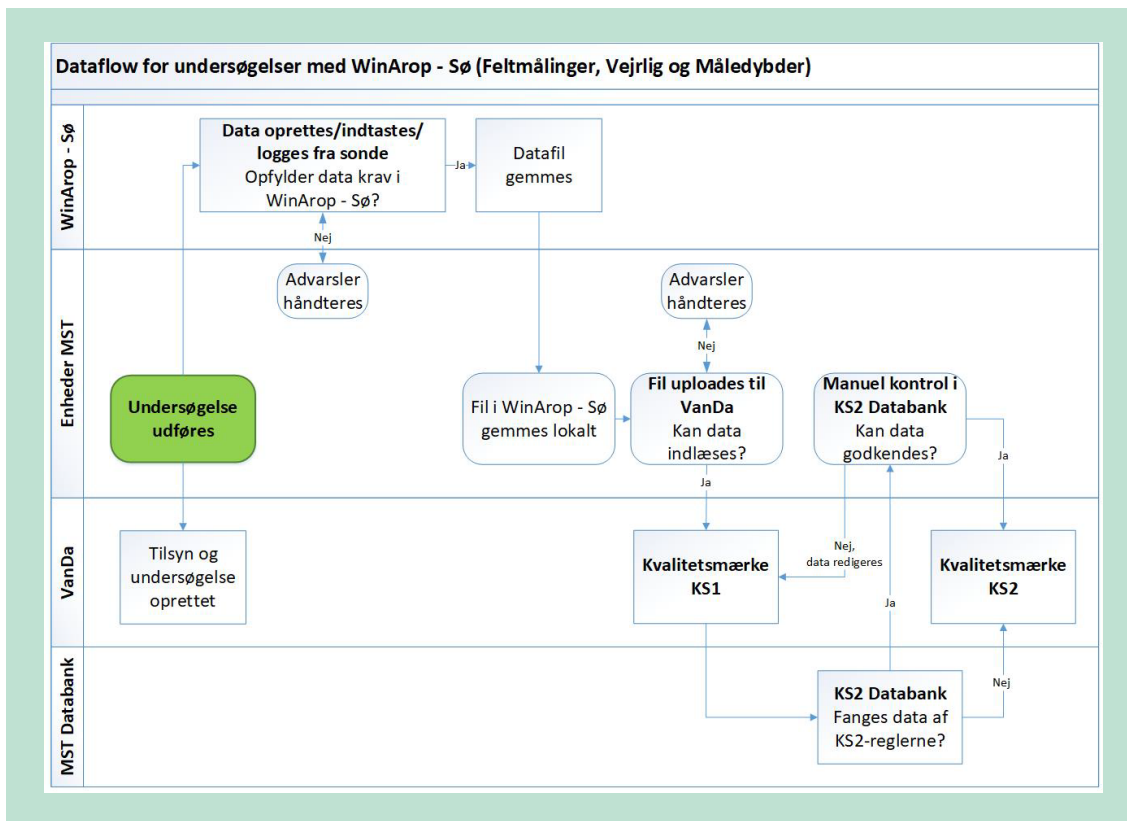 Dataflow for undersøgelser med WinArop - Sø (Feltmålinger, Vejrlig og Måledybder)
WinArop - Sø
Data oprettes/indtastes/
logges fra sonde
Opfylder data krav i
WinArop - Sø?
Ja
Datafil
gemmes
Nej
Enheder MST
Advarsler
håndteres
Advarsler
håndteres
Nej
Undersøgelse
udføres
Fil i WinArop - Sø
gemmes lokalt
Fil uploades til
VanDa
Kan data
indlæses?
Manuel kontrol i
KS2 Databank
Kan data
godkendes?
Ja
Ja
VanDa
Tilsyn og
undersøgelse
oprettet
Kvalitetsmærke
KS1
Nej,
data redigeres
Ja
Kvalitetsmærke
KS2
MST Databank
KS2 Databank
Fanges data af
KS2-reglerne?
Nej